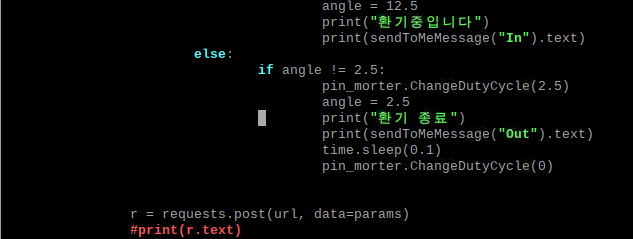 angle = 12.5
print("환기중입니다")
print(sendToMeMessage("In").text)
else:
if angle != 2.5:
pin_morter.ChangeDutyCycle(2.5)
angle = 2.5
print("환기 종료")
print(sendToMeMessage("Out").text)
time.sleep(0.1)
pin_morter.ChangeDutyCycle(0)
r = requests.post(url, data=params)
#print(r.text)